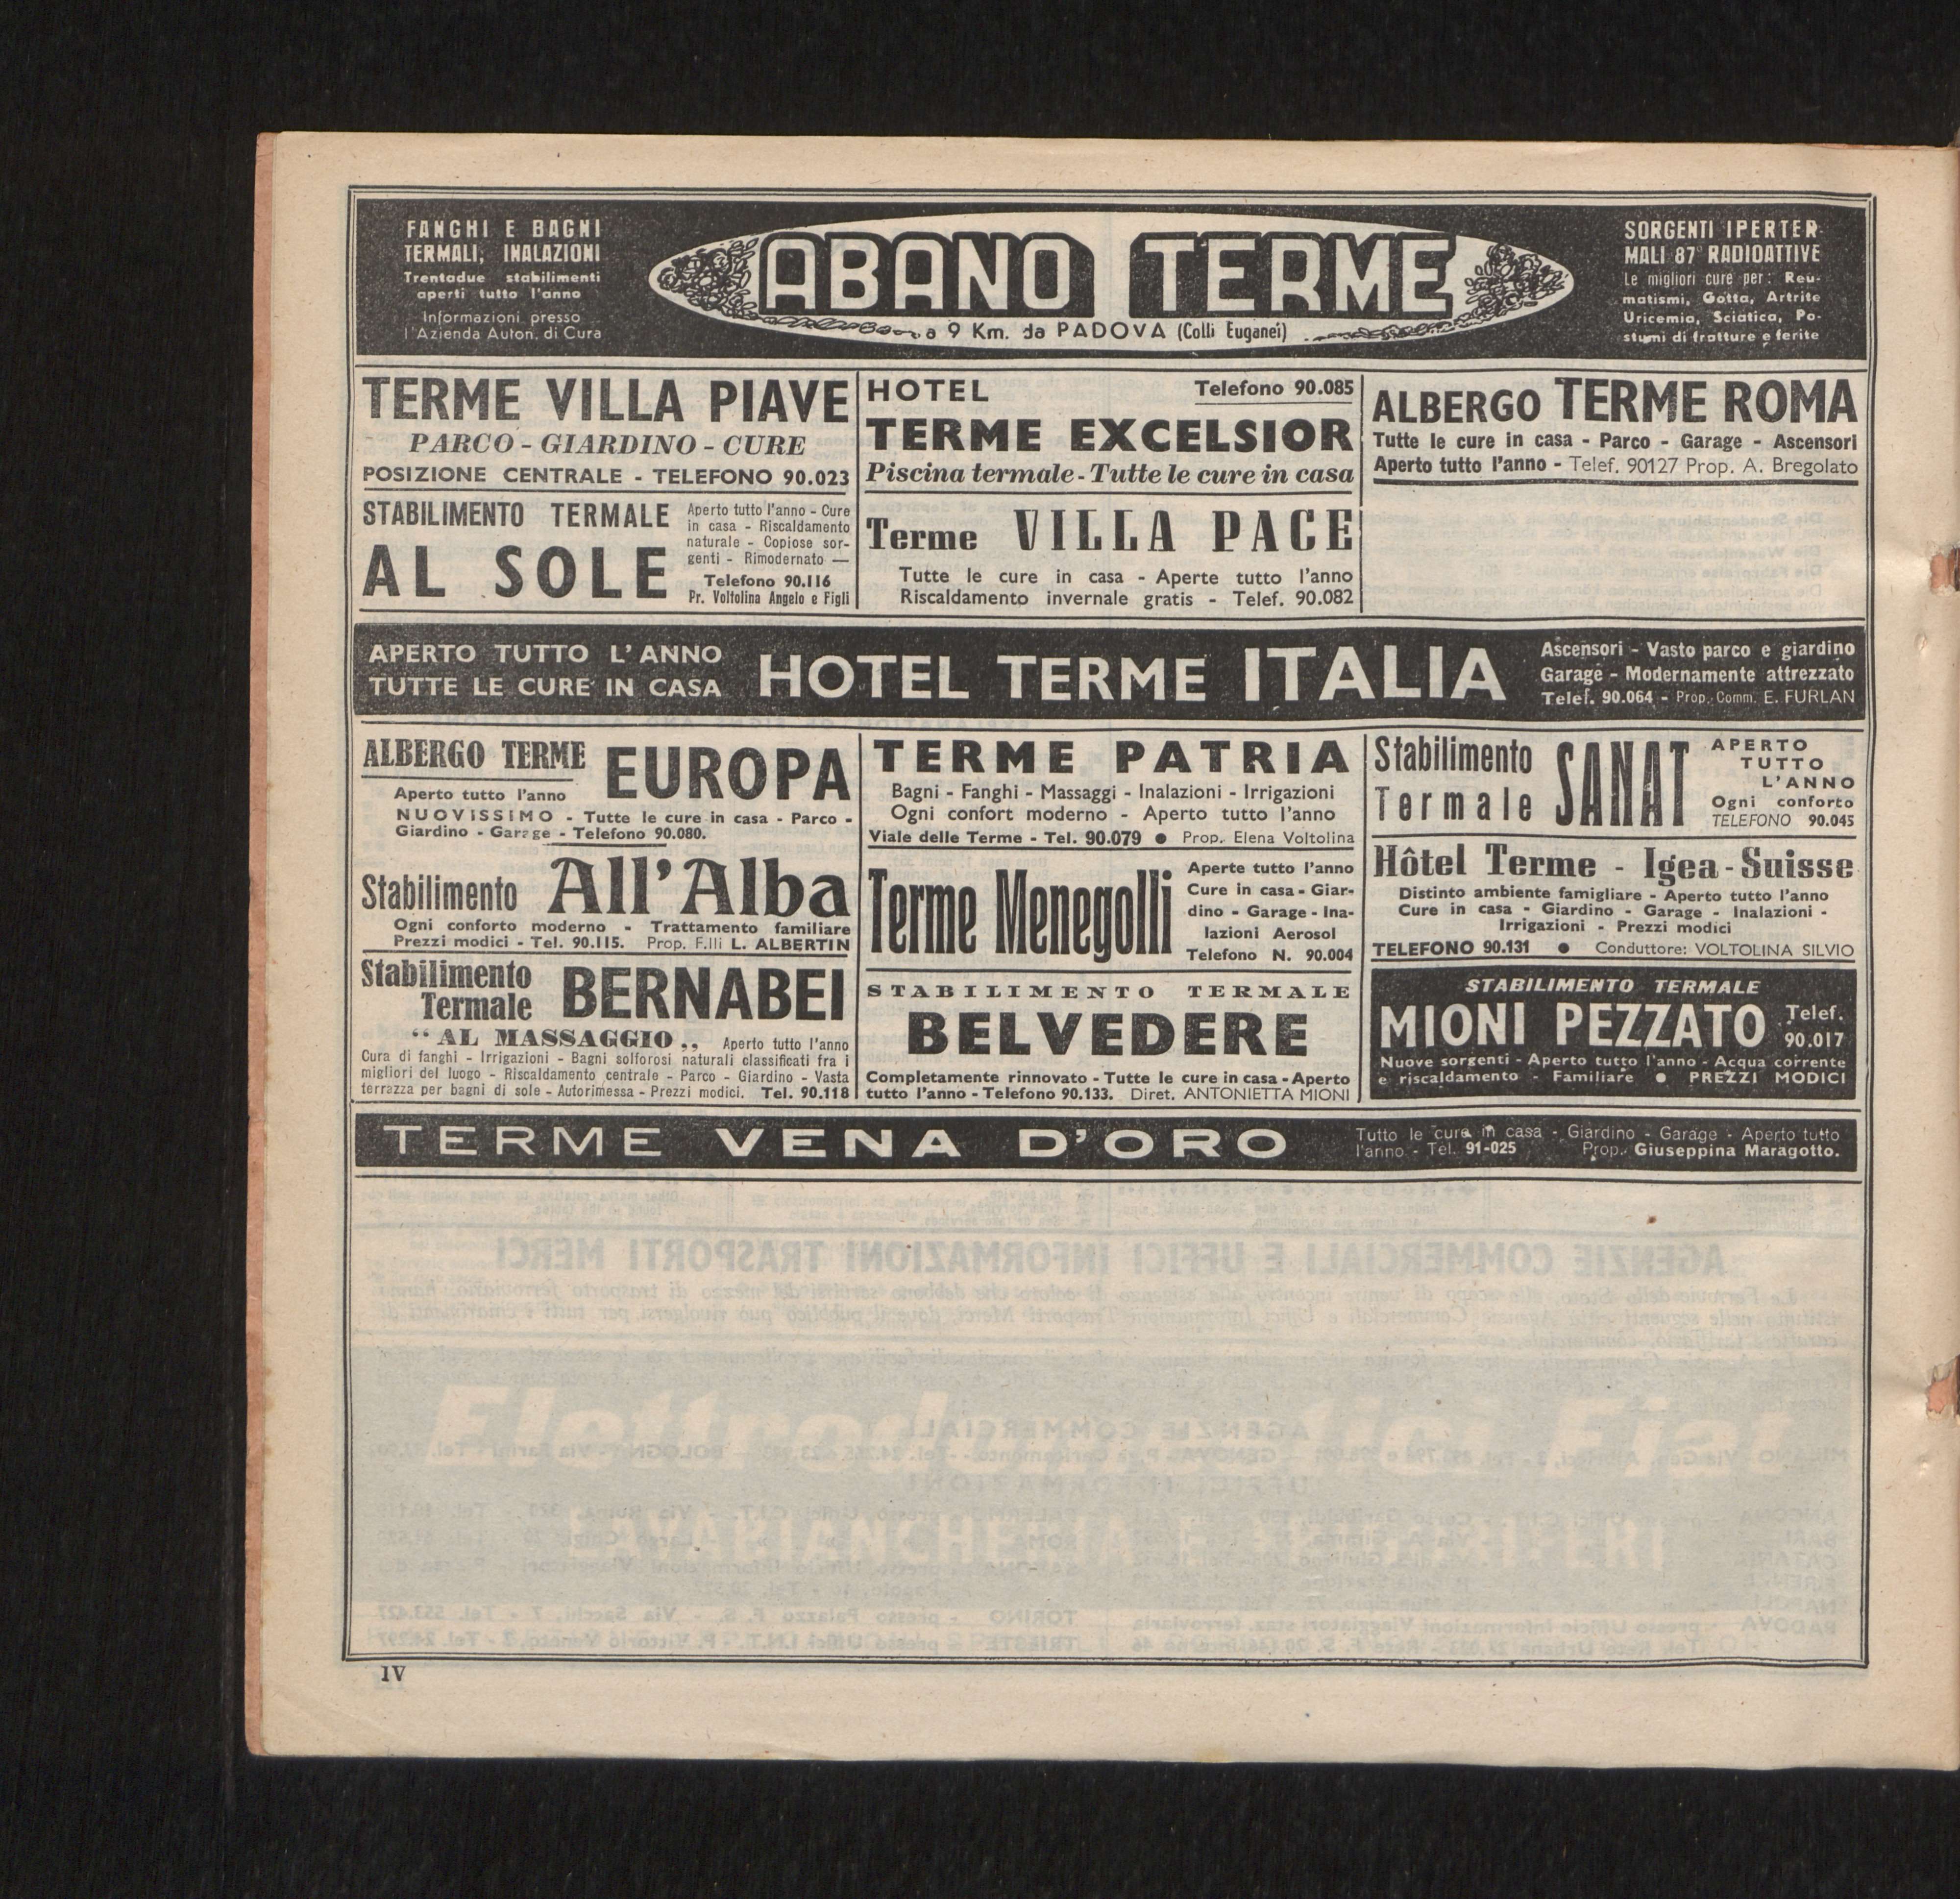 FANGHI E BAGNI
TERMALI, INALAZIONI
Trentadue stabilimenti
aperti tutto l'anno
Informazioni presso
l'Azienda Auton. di Cura
ABANO TERME
a 9 Km. da PADOVA (Colli Euganei)
SORGENTI IPERTER
MALI 87° RADIOATTIVE
Le migliori cure per: Reu-
matismi, Gotta, Artrite
Uricemia, Sciatica, Po-
stumi di fratture e ferite
TERME VILLA PIAVE
PARCO - GIARDINO - CURE
POSIZIONE CENTRALE - TELEFONO 90.023
STABILIMENTO TERMALE
AL SOLE
Aperto tutto l'anno - Cure
in casa - Riscaldamento
naturale - Copiose sor-
genti - Rimodernato —
Telefono 90.116
Pr. Voltolina Angelo e Figli
HOTEL Telefono 90.085
TERME EXCELSIOR
Piscina termale - Tutte le cure in casa
Terme VILLA PACE
Tutte le cure in casa - Aperte tutto l'anno
Riscaldamento invernale gratis - Telef. 90.082
ALBERGO TERME ROMA
Tutte le cure in casa - Parco - Garage - Ascensori
Aperto tutto l'anno - Telef. 90127 Prop. A. Bregolato
APERTO TUTTO L'ANNO
TUTTE LE CURE IN CASA
HOTEL TERME ITALIA
Ascensori - Vasto parco e giardino
Garage - Modernamente attrezzato
Telef. 90.064 - Prop. Comm. E. FURLAN
ALBERGO TERME EUROPA
Aperto tutto l'anno
NUOVISSIMO - Tutte le cure in casa - Parco -
Giardino - Garage - Telefono 90.080.
Stabilimento All'Alba
Ogni conforto moderno - Trattamento familiare
Prezzi modici - Tel. 90.115. Prop. F.lli L. ALBERTIN
Stabilimento
Termale BERNABEI
“AL MASSAGGIO„ Aperto tutto l'anno
Cura di fanghi - Irrigazioni - Bagni solforosi naturali classificati fra i
migliori del luogo - Riscaldamento centrale - Parco - Giardino - Vasta
terrazza per bagni di sole - Autorimessa - Prezzi modici. Tel. 90.118
TERME PATRIA
Bagni - Fanghi - Massaggi - Inalazioni - Irrigazioni
Ogni confort moderno - Aperto tutto l'anno
Viale delle Terme - Tel. 90.079 ● Prop. Elena Voltolina
Terme Menegolli
Aperte tutto l'anno
Cure in casa - Giar-
dino - Garage - Ina-
lazioni Aerosol
Telefono N. 90.004
STABILIMENTO TERMALE
BELVEDERE
Completamente rinnovato - Tutte le cure in casa - Aperto
tutto l'anno - Telefono 90.133. Diret. ANTONIETTA MIONI
Stabilimento
Termale SANAT
APERTO
TUTTO
L'ANNO
Ogni conforto
TELEFONO 90.045
Hôtel Terme - Igea - Suisse
Distinto ambiente famigliare - Aperto tutto l'anno
Cure in casa - Giardino - Garage - Inalazioni -
Irrigazioni - Prezzi modici
TELEFONO 90.131 ● Conduttore: VOLTOLINA SILVIO
STABILIMENTO TERMALE
MIONI PEZZATO Telef.
90.017
Nuove sorgenti - Aperto tutto l'anno - Acqua corrente
e riscaldamento - Familiare ● PREZZI MODICI
TERME VENA D'ORO
Tutto le cure in casa - Giardino - Garage - Aperto tutto
l'anno - Tel. 91-025 Prop. Giuseppina Maragotto.
IV